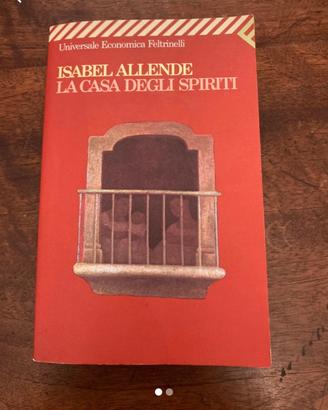 Universale Economica Feltrinelli
ISABEL ALLENDE
LA CASA DEGLI SPIRITI